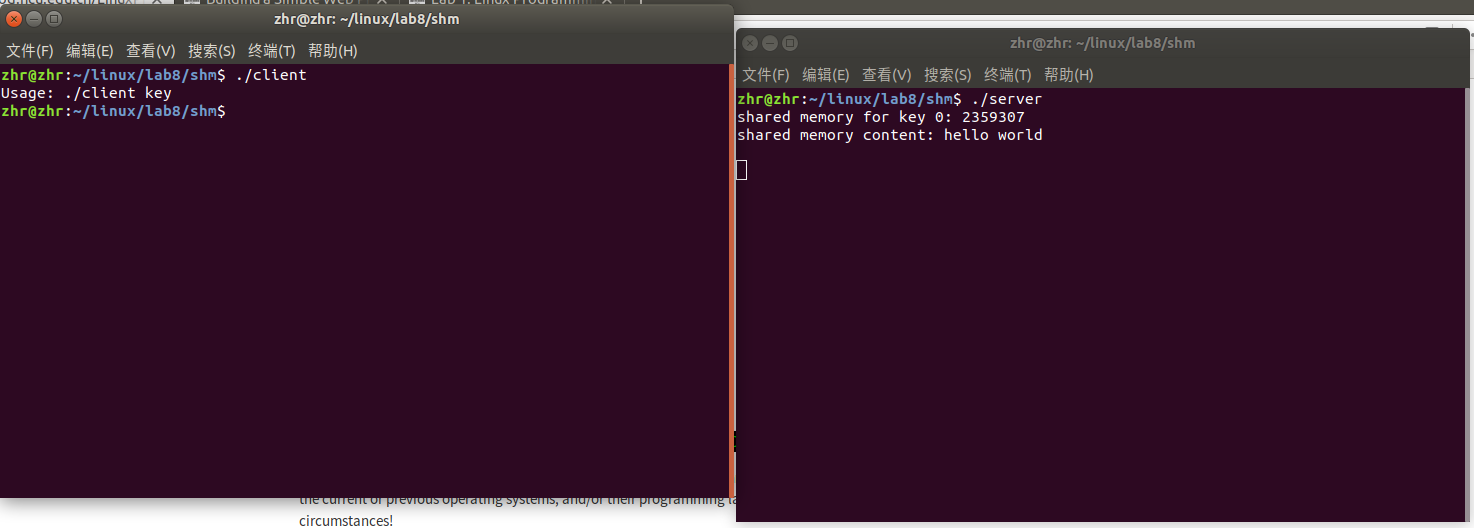 zhr@zhr: ~/linux/lab8/shm
文件(F) 编辑(E) 查看(V) 搜索(S) 终端(T) 帮助(H)
zhr@zhr:~/linux/lab8/shm$ ./client
Usage: ./client key
zhr@zhr:~/linux/lab8/shm$
zhr@zhr: ~/linux/lab8/shm
文件(F) 编辑(E) 查看(V) 搜索(S) 终端(T) 帮助(H)
zhr@zhr:~/linux/lab8/shm$ ./server
shared memory for key 0: 2359307
shared memory content: hello world
the current or previous operating systems, and/or their programming
circumstances!